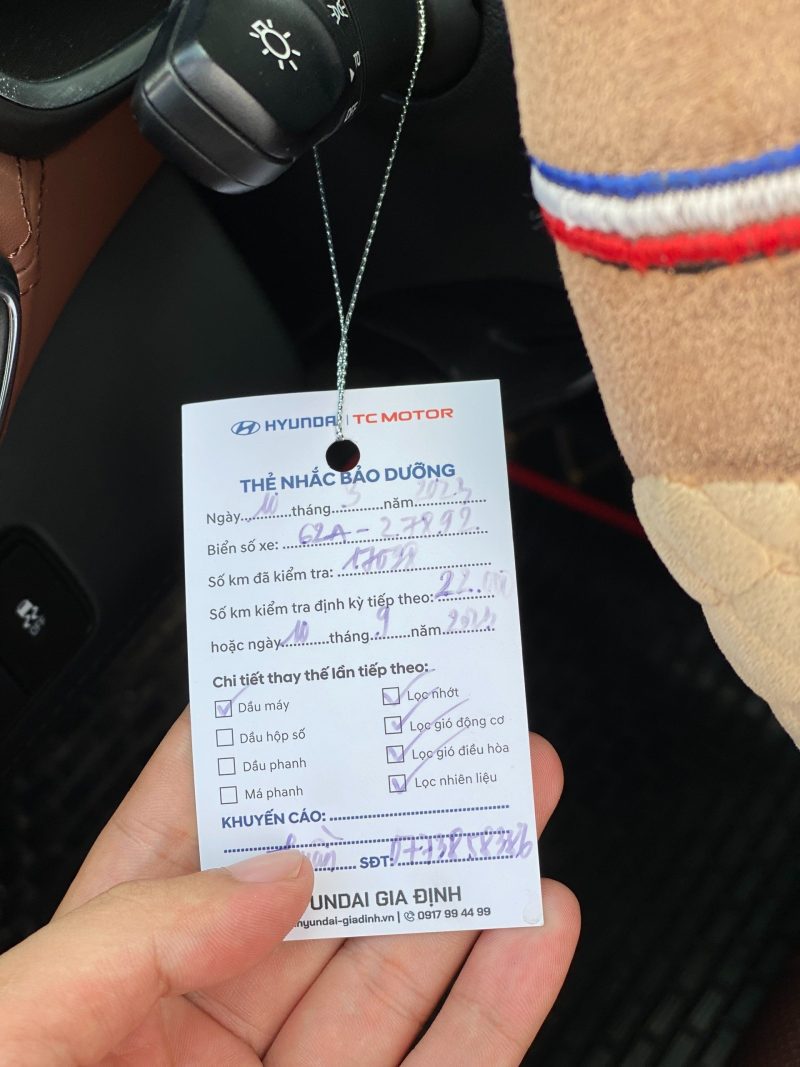 HYUNDAI | TC MOTOR
THẺ NHẮC BẢO DƯỠNG
Ngày 10 tháng 3 năm 2023
Biển số xe: 62A - 27892
Số km đã kiểm tra:
Số km kiểm tra định kỳ tiếp theo: 22.000
hoặc ngày 10 tháng 9 năm 2023
Chi tiết thay thế lần tiếp theo:
Dầu máy Lọc nhớt
Dầu hộp số Lọc gió động cơ
Dầu phanh Lọc gió điều hòa
Má phanh Lọc nhiên liệu
KHUYẾN CÁO:
SĐT:
UNDAI GIA ĐỊNH
hyundai-giadinh.vn | 0917 99 44 99